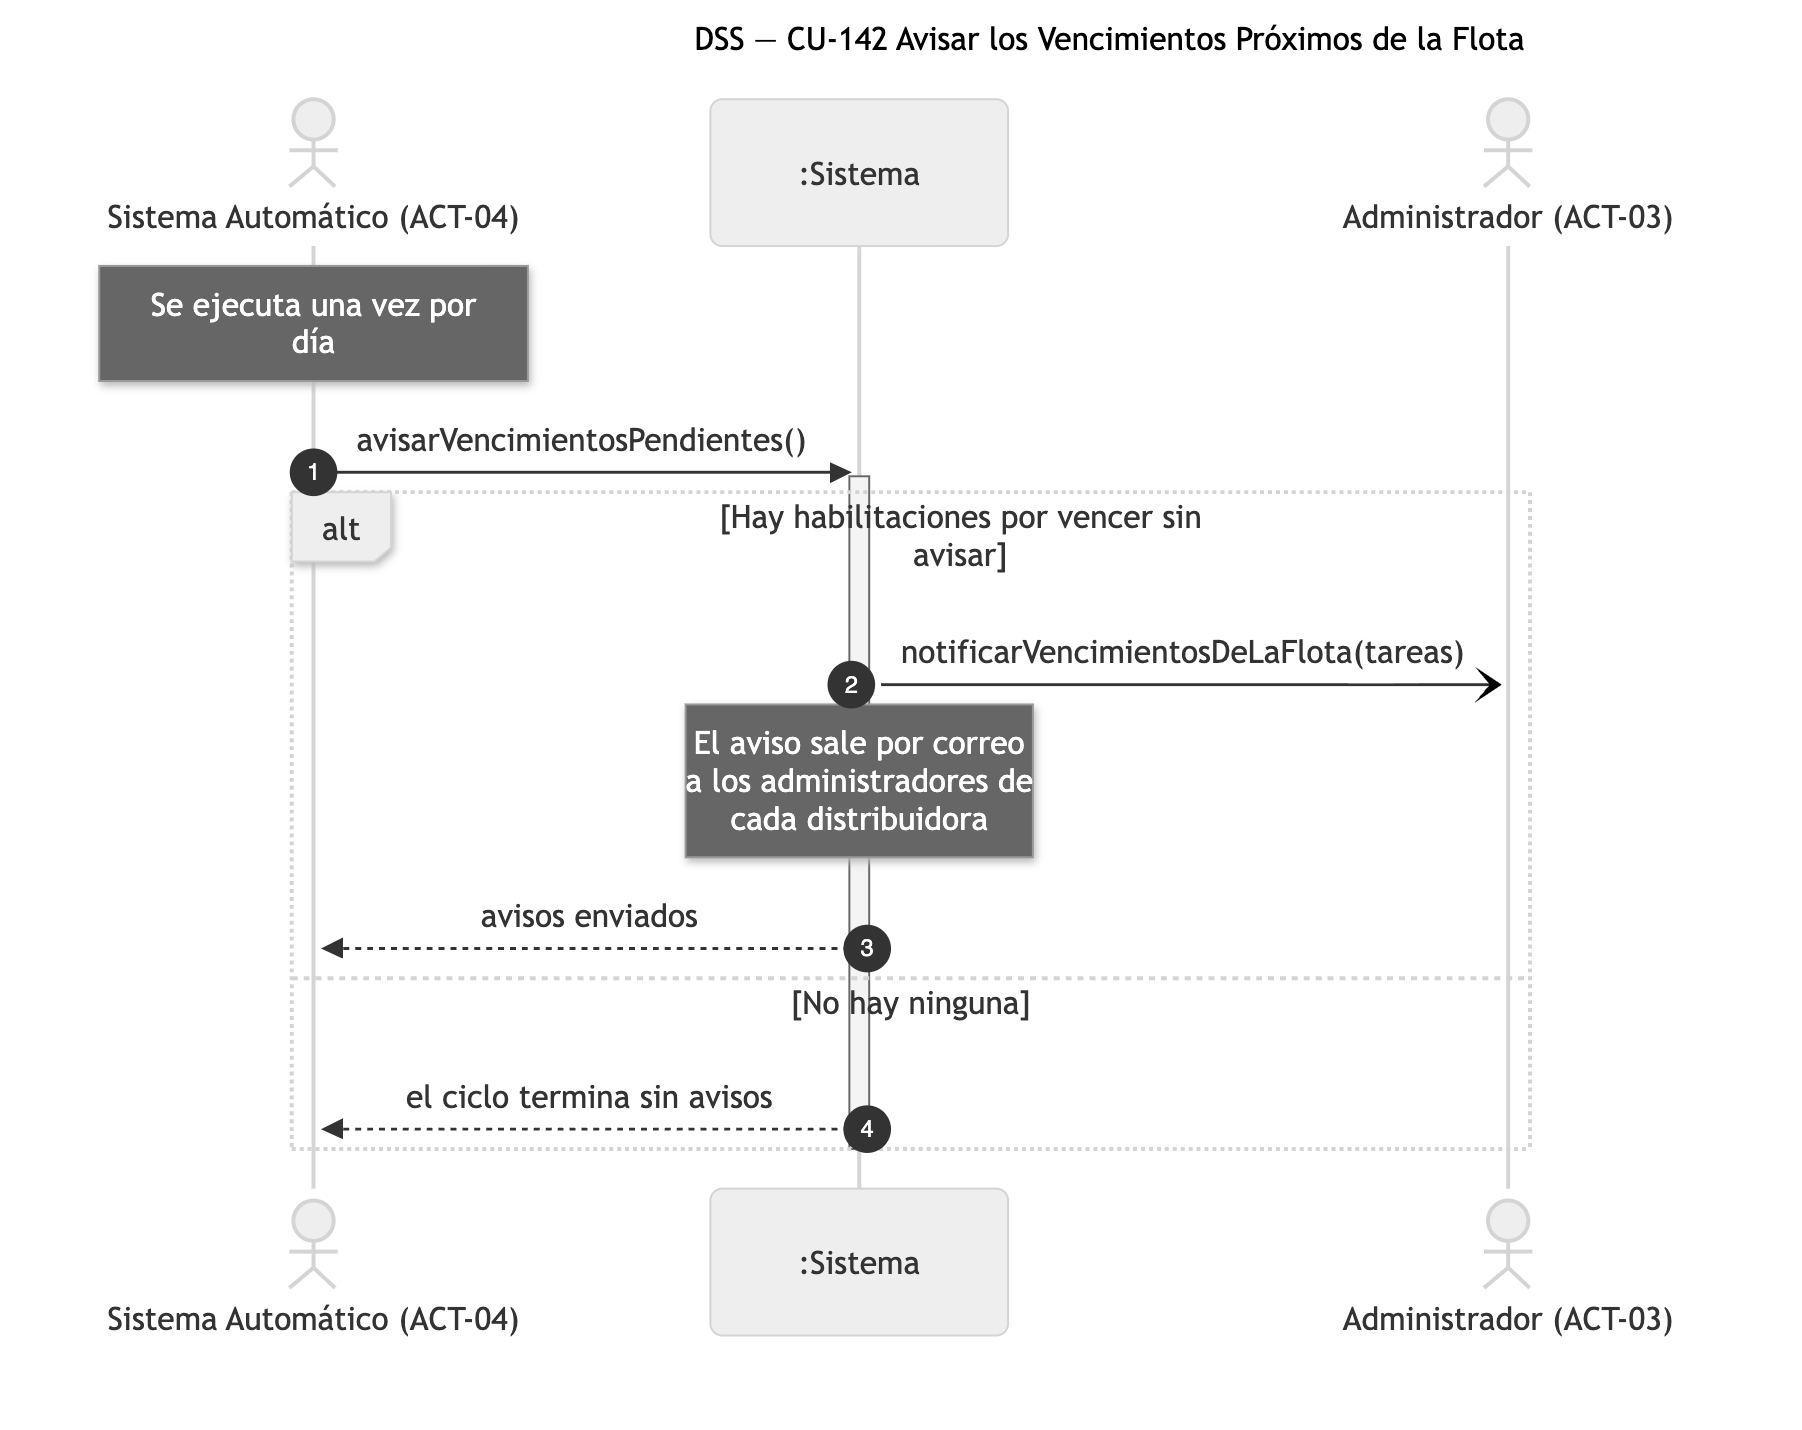 DSS — CU-142 Avisar los Vencimientos Próximos de la Flota
Sistema Automático (ACT-04)
:Sistema
Administrador (ACT-03)
Se ejecuta una vez por
día
avisarVencimientosPendientes()
1
alt
[Hay habilitaciones por vencer sin
avisar]
notificarVencimientosDeLaFlota(tareas)
2
El aviso sale por correo
a los administradores de
cada distribuidora
avisos enviados
3
[No hay ninguna]
el ciclo termina sin avisos
4
Sistema Automático (ACT-04)
:Sistema
Administrador (ACT-03)